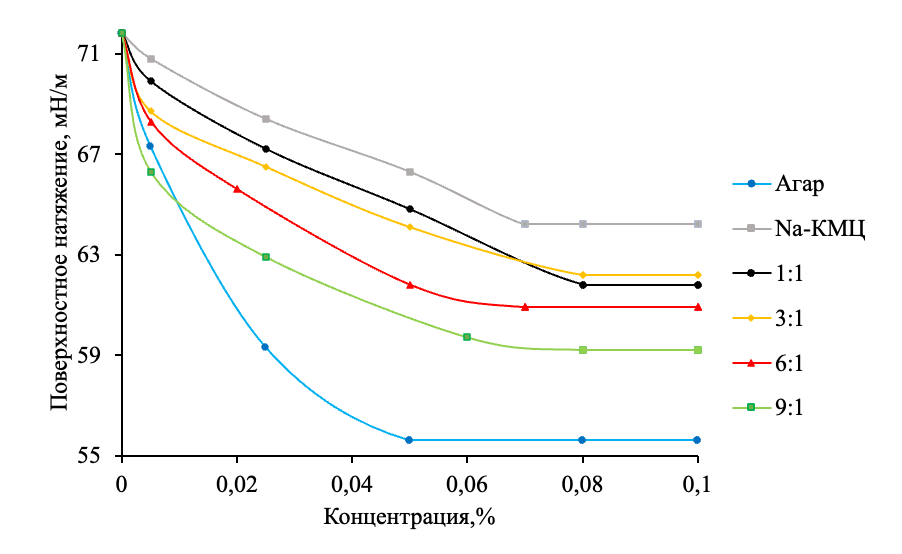 Поверхностное натяжение, мН/м
71
67
63
59
55
0 0,02 0,04 0,06 0,08 0,1
Концентрация,%
Агар
Na-КМЦ
1:1
3:1
6:1
9:1